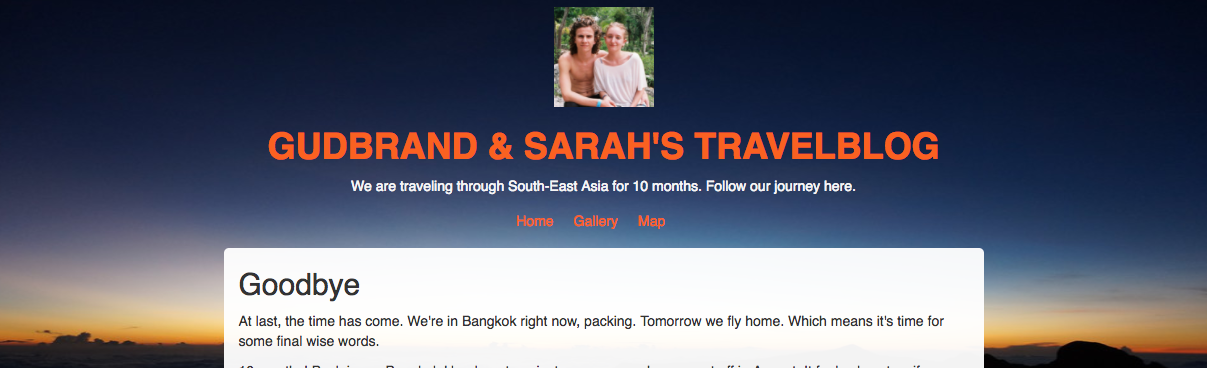 GUDBRAND & SARAH'S TRAVELBLOG
We are traveling through South-East Asia for 10 months. Follow our journey here.
Home Gallery Map
Goodbye
At last, the time has come. We're in Bangkok right now, packing. Tomorrow we fly home. Which means it's time for
some final wise words.